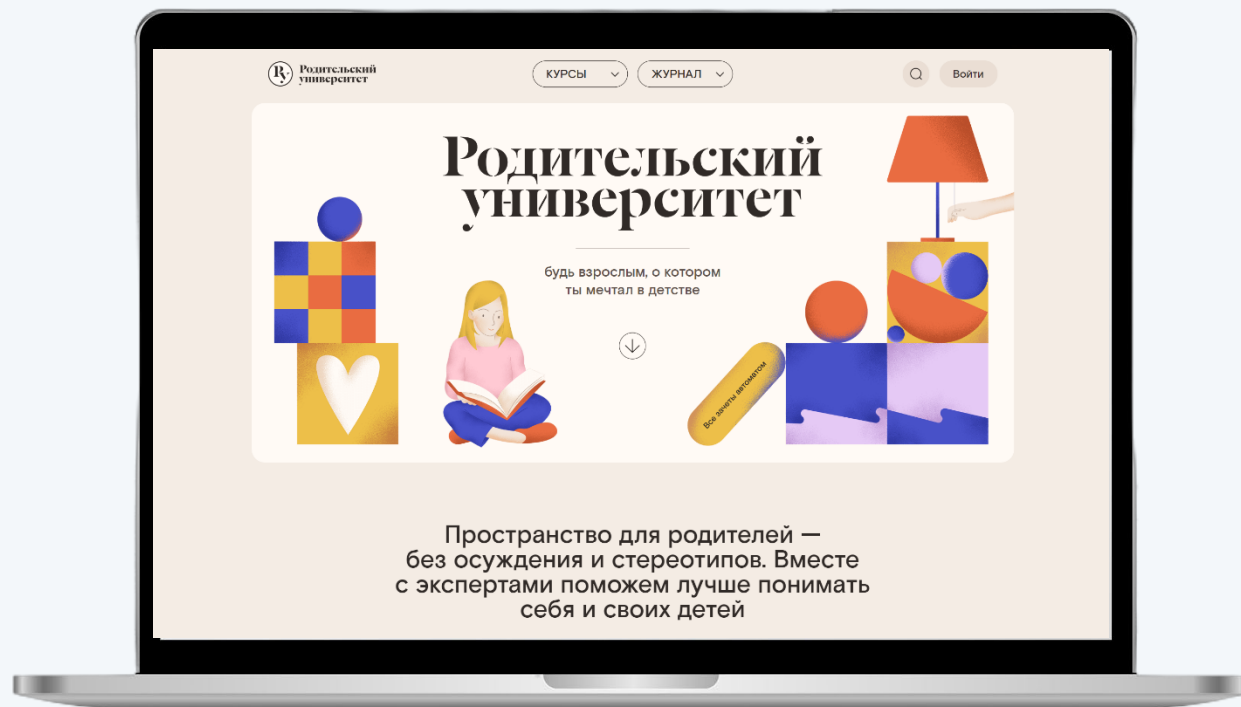 Родительский
университет
КУРСЫ
ЖУРНАЛ
Войти
Родительский
университет
будь взрослым, о котором
ты мечтал в детстве
Все зачеты автоматом
Пространство для родителей —
без осуждения и стереотипов. Вместе
с экспертами поможем лучше понимать
себя и своих детей